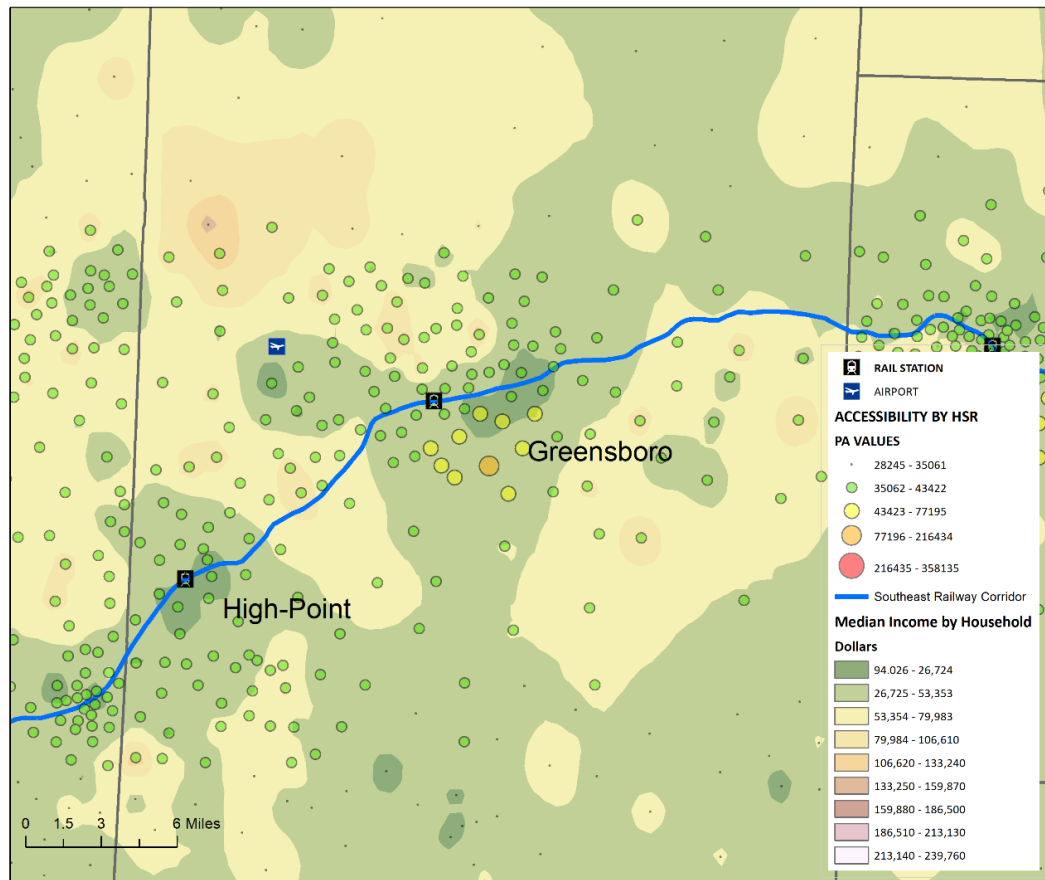 Greensboro
High-Point
0 1.5 3 6 Miles
RAIL STATION
AIRPORT
ACCESSIBILITY BY HSR
PA VALUES
28245 - 35061
35062 - 43422
43423 - 77195
77196 - 216434
216435 - 358135
Southeast Railway Corridor
Median Income by Household
Dollars
94.026 - 26,724
26,725 - 53,353
53,354 - 79,983
79,984 - 106,610
106,620 - 133,240
133,250 - 159,870
159,880 - 186,500
186,510 - 213,130
213,140 - 239,760